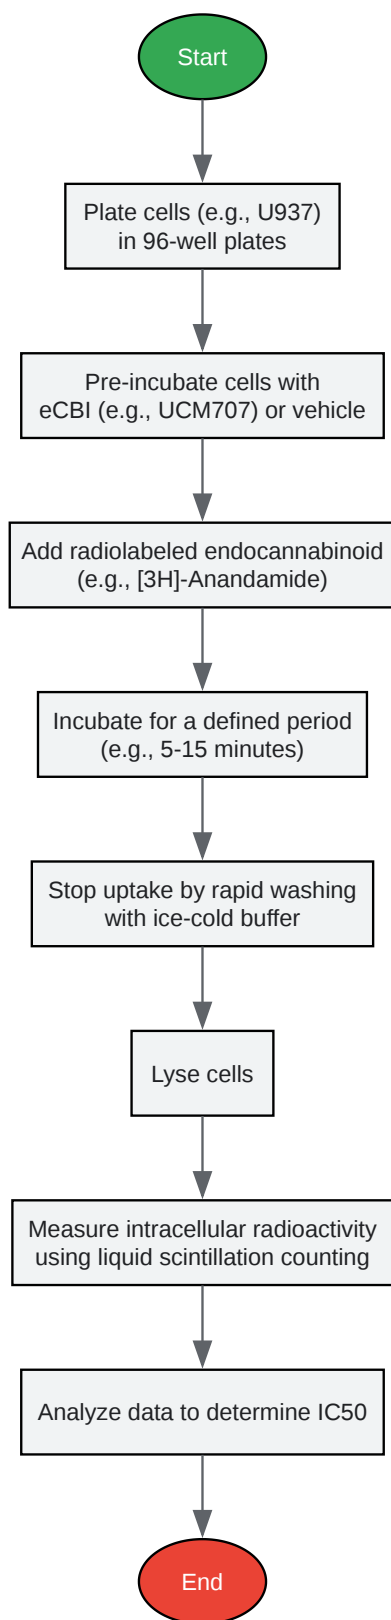 Start
Plate cells (e.g., U937)
in 96-well plates
Pre-incubate cells with
eCBI (e.g., UCM707) or vehicle
Add radiolabeled endocannabinoid
(e.g., [3H]-Anandamide)
Incubate for a defined period
(e.g., 5-15 minutes)
Stop uptake by rapid washing
with ice-cold buffer
Lyse cells
Measure intracellular radioactivity
using liquid scintillation counting
Analyze data to determine IC50
End